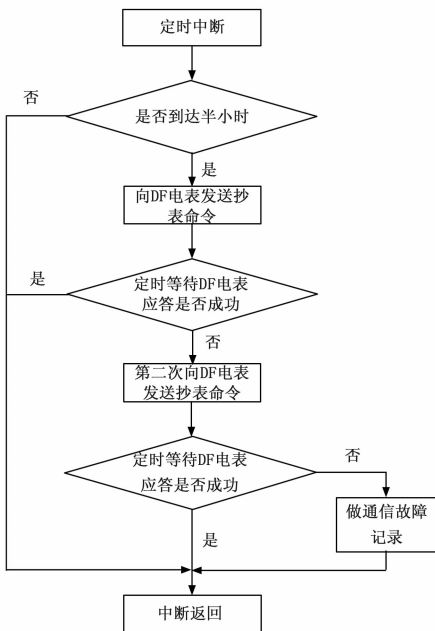 定时中断
否
是否到达半小时
是
向DF电表发送抄
表命令
是
定时等待DF电表
应答是否成功
否
第二次向DF电表
发送抄表命令
定时等待DF电表
应答是否成功
否
做通信故障
记录
是
中断返回